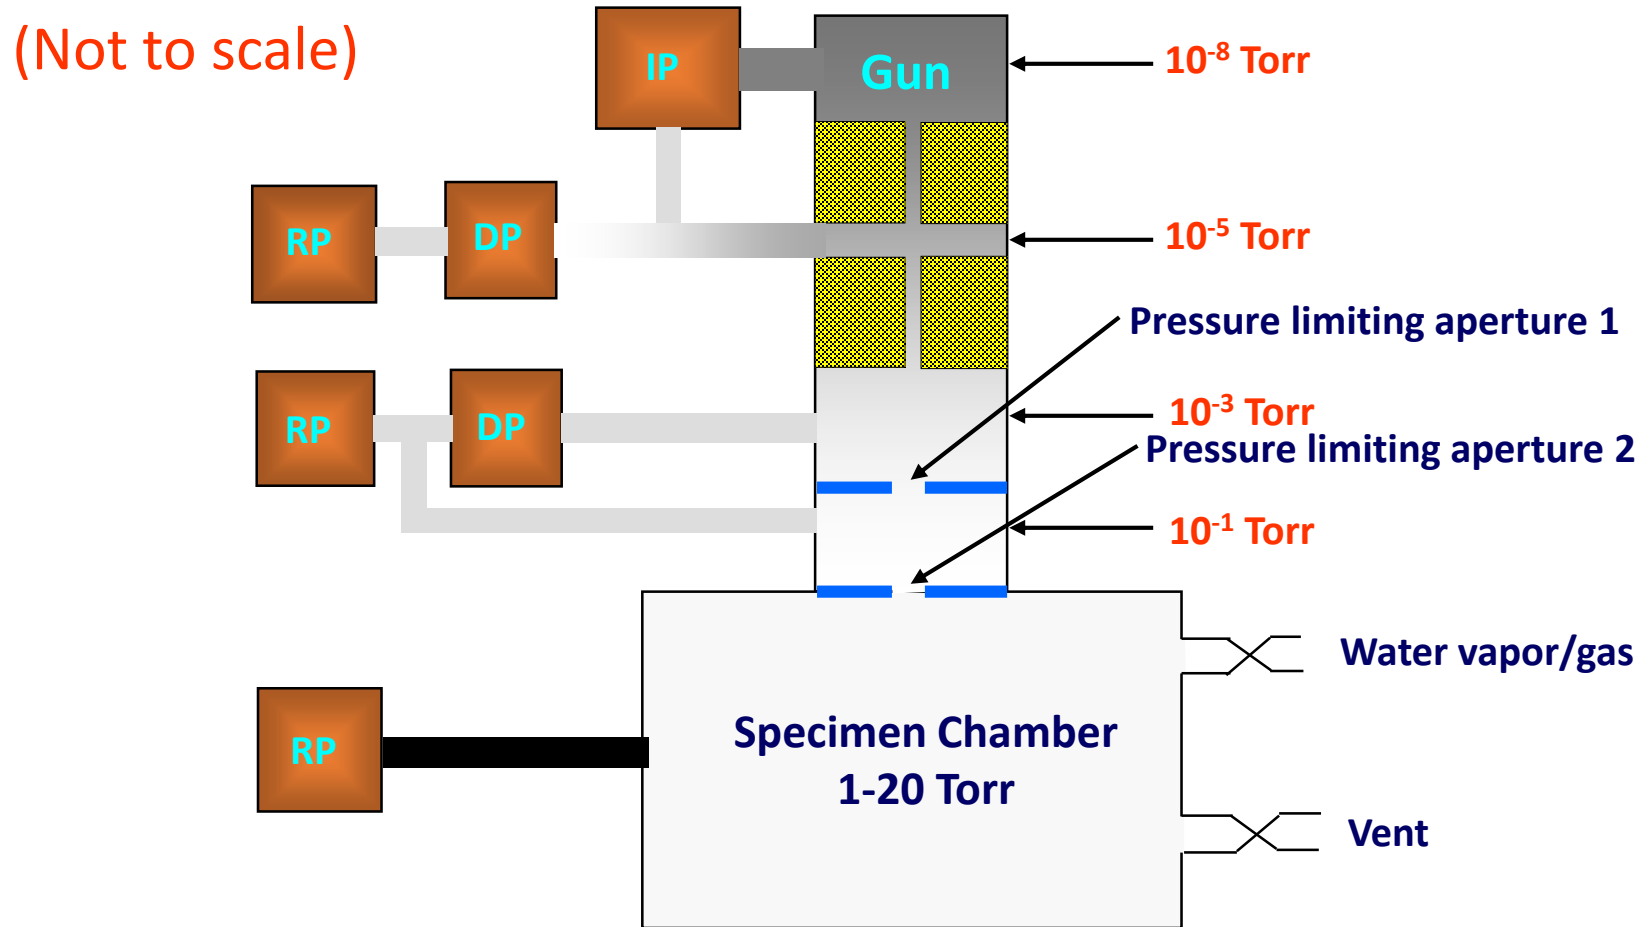 (Not to scale)
IP
Gun
10⁻⁸ Torr
RP
DP
10⁻⁵ Torr
Pressure limiting aperture 1
RP
DP
10⁻³ Torr
Pressure limiting aperture 2
10⁻¹ Torr
Water vapor/gas
RP
Specimen Chamber
1-20 Torr
Vent